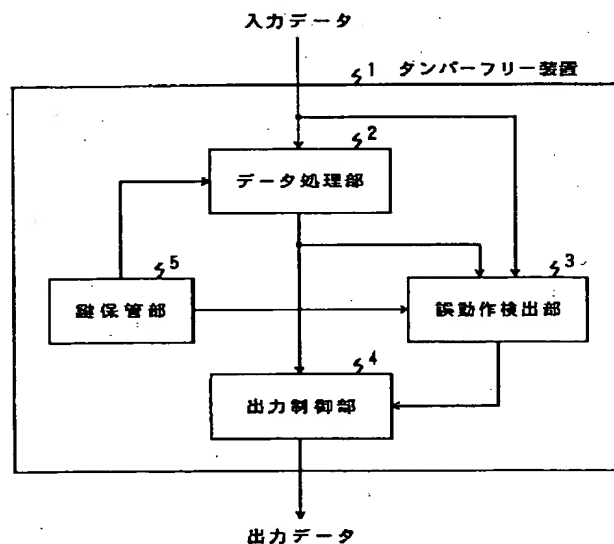 入力データ
1 タンパーフリー装置
2
データ処理部
5
鍵保管部
3
誤動作検出部
4
出力制御部
出力データ